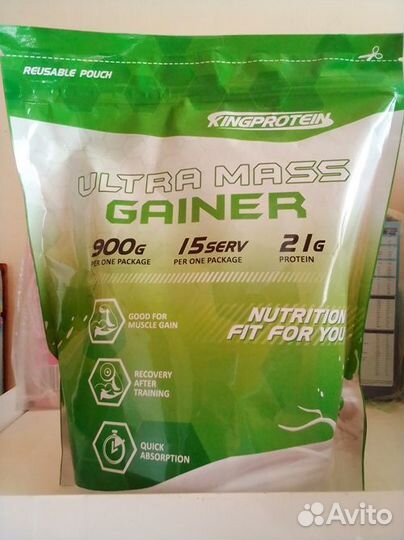 REUSABLE POUCH
KINGPROTEIN
ULTRA MASS
GAINER
900G 15SERV 21G
PER ONE PACKAGE PER ONE PACKAGE PROTEIN
NUTRITION
FIT FOR YOU
GOOD FOR
MUSCLE GAIN
RECOVERY
AFTER
TRAINING
QUICK
ABSORPTION
Avito